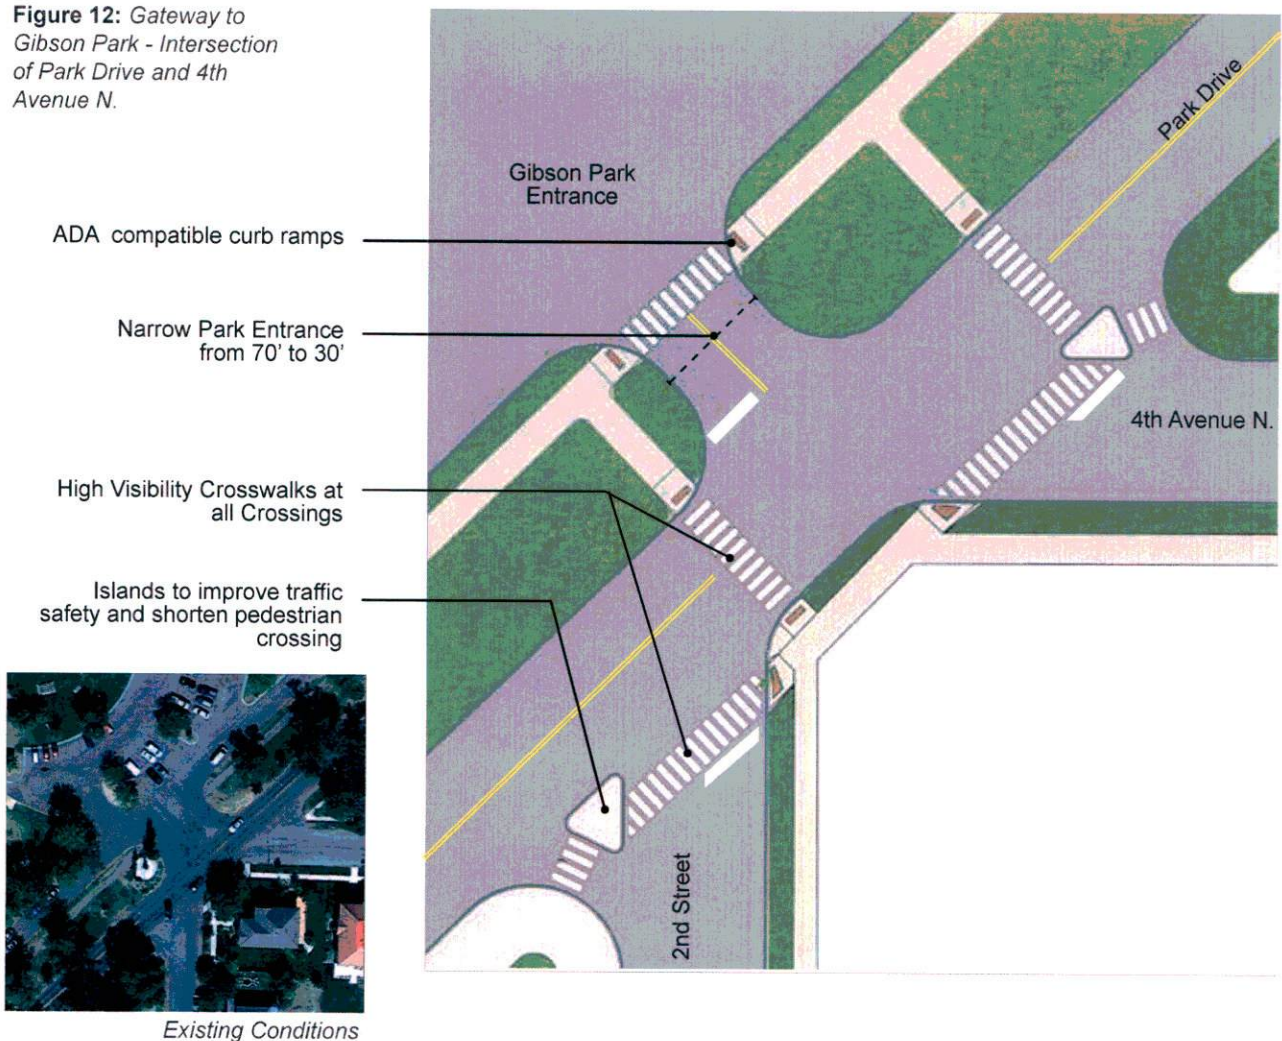 Figure 12: Gateway to
Gibson Park - Intersection
of Park Drive and 4th
Avenue N.
Park Drive
Gibson Park
Entrance
ADA  compatible curb ramps
Narrow Park Entrance
from 70' to 30'
4th Avenue N.
High Visibility Crosswalks at
all Crossings
Islands to improve traffic
safety and shorten pedestrian
crossing
2nd Street
Existing Conditions